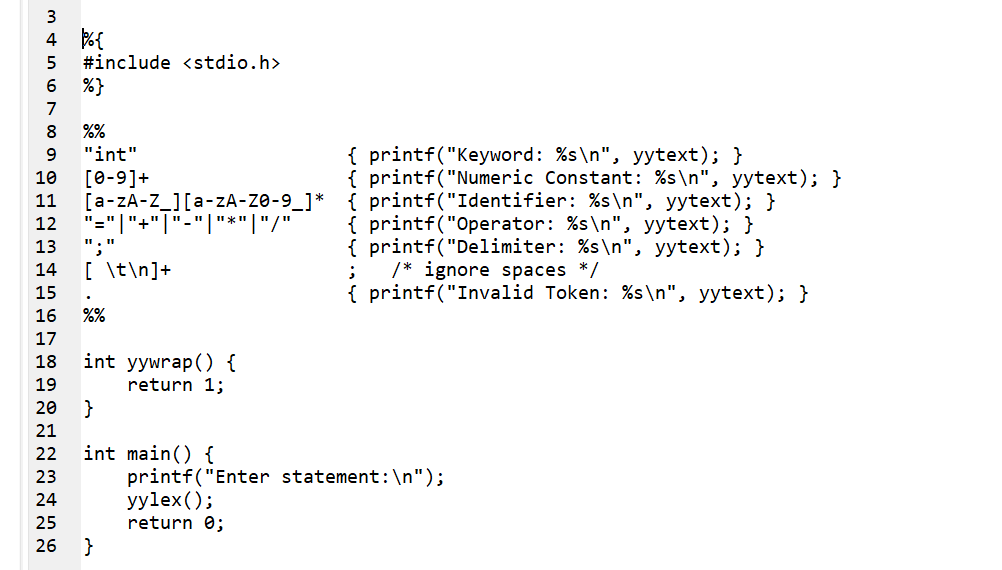 3
4 %{
5 #include <stdio.h>
6 %}
7
8 %%
9 "int"                   { printf("Keyword: %s\n", yytext); }
10 [0-9]+                  { printf("Numeric Constant: %s\n", yytext); }
11 [a-zA-Z_][a-zA-Z0-9_]*  { printf("Identifier: %s\n", yytext); }
12 "="|"+"|"-"|"*"|"/"     { printf("Operator: %s\n", yytext); }
13 ";"                     { printf("Delimiter: %s\n", yytext); }
14 [ \t\n]+                ;   /* ignore spaces */
15 .                       { printf("Invalid Token: %s\n", yytext); }
16 %%
17
18 int yywrap() {
19     return 1;
20 }
21
22 int main() {
23     printf("Enter statement:\n");
24     yylex();
25     return 0;
26 }